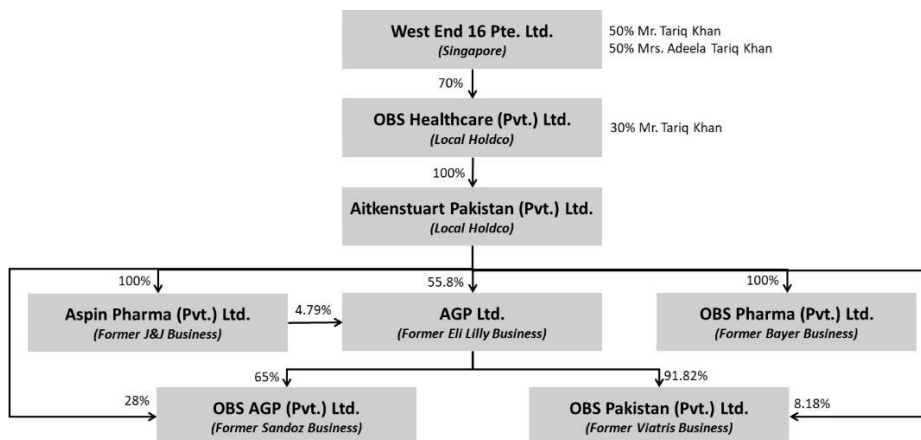 West End 16 Pte. Ltd.
(Singapore)
50% Mr. Tariq Khan
50% Mrs. Adeela Tariq Khan
70%
OBS Healthcare (Pvt.) Ltd.
(Local Holdco)
30% Mr. Tariq Khan
100%
Aitkenstuart Pakistan (Pvt.) Ltd.
(Local Holdco)
100%
55.8%
100%
Aspin Pharma (Pvt.) Ltd.
(Former J&J Business)
4.79%
AGP Ltd.
(Former Eli Lilly Business)
OBS Pharma (Pvt.) Ltd.
(Former Bayer Business)
65%
91.82%
28%
OBS AGP (Pvt.) Ltd.
(Former Sandoz Business)
OBS Pakistan (Pvt.) Ltd.
(Former Viatris Business)
8.18%